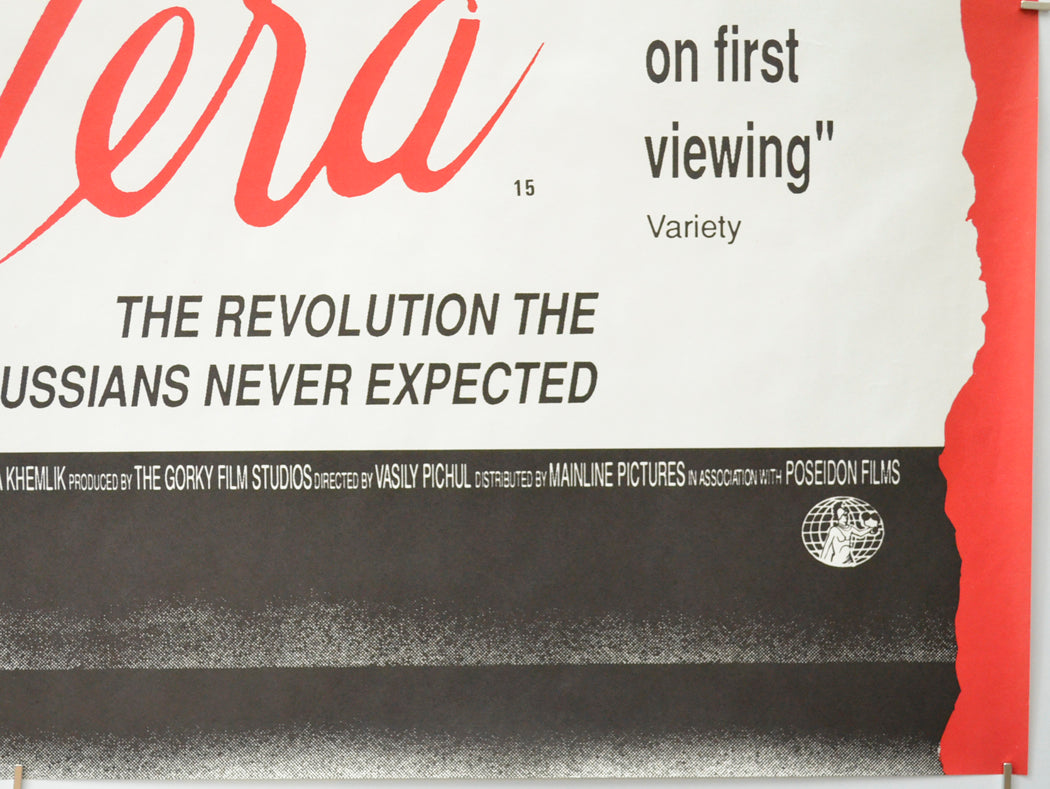 Vera
on first
viewing"
15
Variety
THE REVOLUTION THE
USSIANS NEVER EXPECTED
A KHEMLIK PRODUCED BY THE GORKY FILM STUDIOS DIRECTED BY VASILY PICHUL DISTRIBUTED BY MAINLINE PICTURES IN ASSOCIATION WITH POSEIDON FILMS